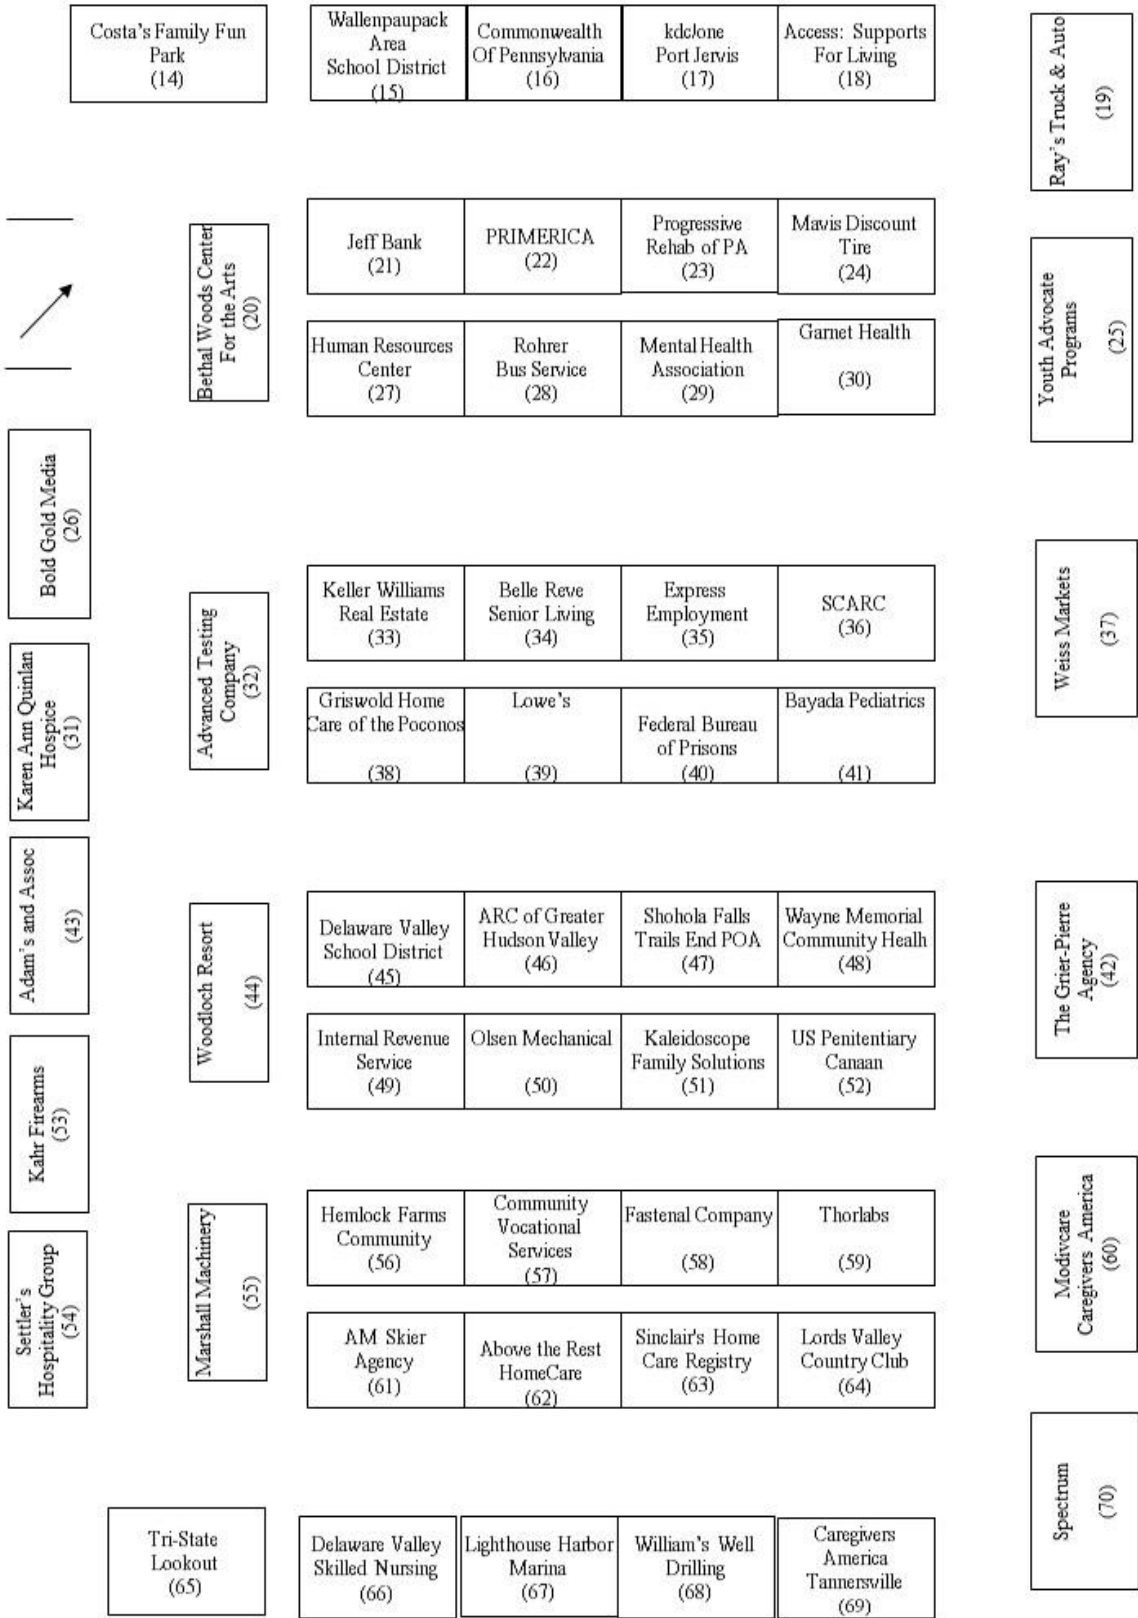 Costa's Family Fun
Park
(14)
Wallenpaupack
Area
School District
(15)
Commonwealth
Of Pennsylvania
(16)
kdc/one
Port Jervis
(17)
Access: Supports
For Living
(18)
Ray's Truck & Auto
(19)
Bethal Woods Center
For the Arts
(20)
Jeff Bank
(21)
PRIMERICA
(22)
Progressive
Rehab of PA
(23)
Mavis Discount
Tire
(24)
Youth Advocate
Programs
(25)
Bold Gold Media
(26)
Human Resources
Center
(27)
Rohrer
Bus Service
(28)
Mental Health
Association
(29)
Garnet Health
(30)
Karen Ann Quinlan
Hospice
(31)
Advanced Testing
Company
(32)
Keller Williams
Real Estate
(33)
Belle Reve
Senior Living
(34)
Express
Employment
(35)
SCARC
(36)
Weiss Markets
(37)
Griswold Home
Care of the Poconos
(38)
Lowe's
(39)
Federal Bureau
of Prisons
(40)
Bayada Pediatrics
(41)
The Grier-Pierre
Agency
(42)
Adam's and Assoc
(43)
Woodloch Resort
(44)
Delaware Valley
School District
(45)
ARC of Greater
Hudson Valley
(46)
Shohola Falls
Trails End POA
(47)
Wayne Memorial
Community Healh
(48)
Internal Revenue
Service
(49)
Olsen Mechanical
(50)
Kaleidoscope
Family Solutions
(51)
US Penitentiary
Canaan
(52)
Kahr Firearms
(53)
Settler's
Hospitality Group
(54)
Marshall Machinery
(55)
Hemlock Farms
Community
(56)
Community
Vocational
Services
(57)
Fastenal Company
(58)
Thorlabs
(59)
Modivcare
Caregivers America
(60)
AM Skier
Agency
(61)
Above the Rest
HomeCare
(62)
Sinclair's Home
Care Registry
(63)
Lords Valley
Country Club
(64)
Tri-State
Lookout
(65)
Delaware Valley
Skilled Nursing
(66)
Lighthouse Harbor
Marina
(67)
William's Well
Drilling
(68)
Caregivers
America
Tannersville
(69)
Spectrum
(70)